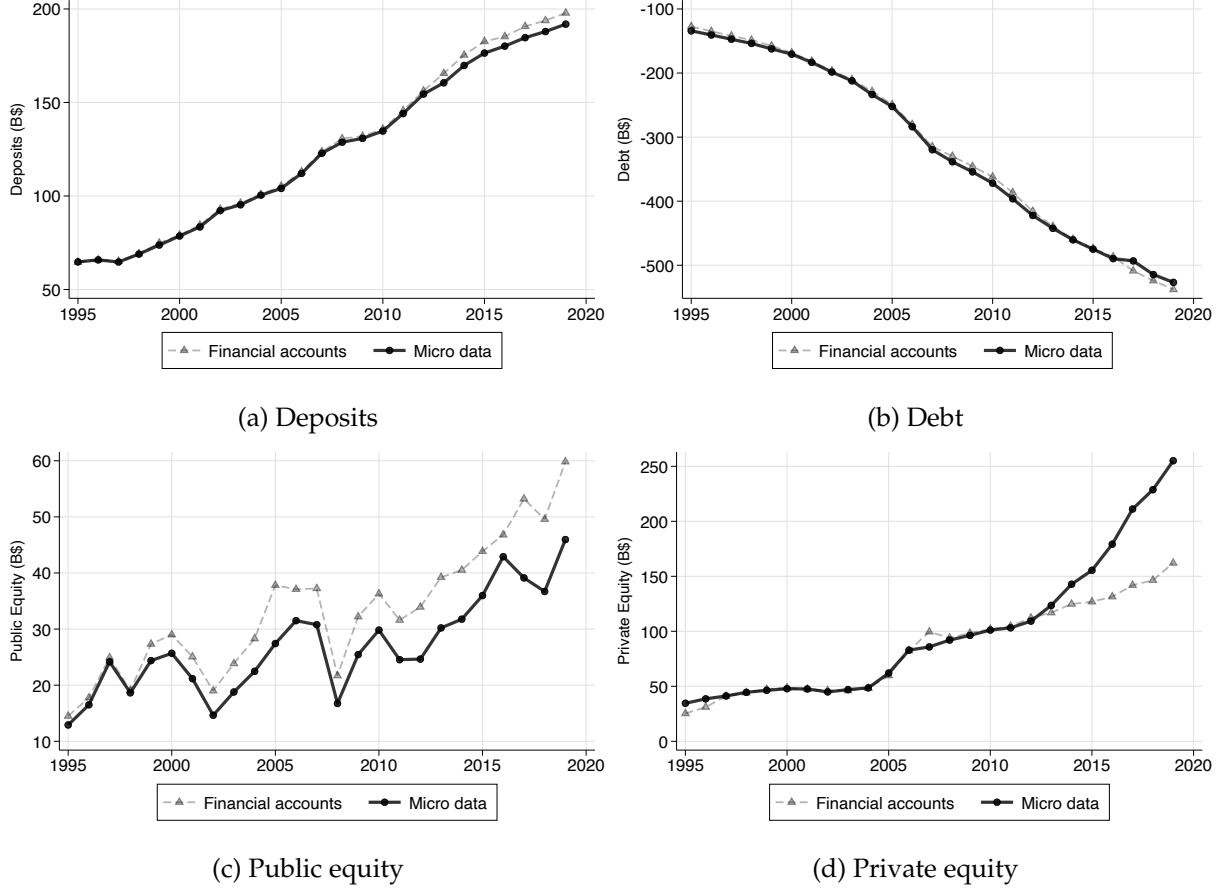 200
150
100
50
Deposits (B$)
1995 2000 2005 2010 2015 2020
Financial accounts Micro data
(a) Deposits
-100
-200
-300
-400
-500
Debt (B$)
1995 2000 2005 2010 2015 2020
Financial accounts Micro data
(b) Debt
60
50
40
30
20
10
Public Equity (B$)
1995 2000 2005 2010 2015 2020
Financial accounts Micro data
(c) Public equity
250
200
150
100
50
0
Private Equity (B$)
1995 2000 2005 2010 2015 2020
Financial accounts Micro data
(d) Private equity